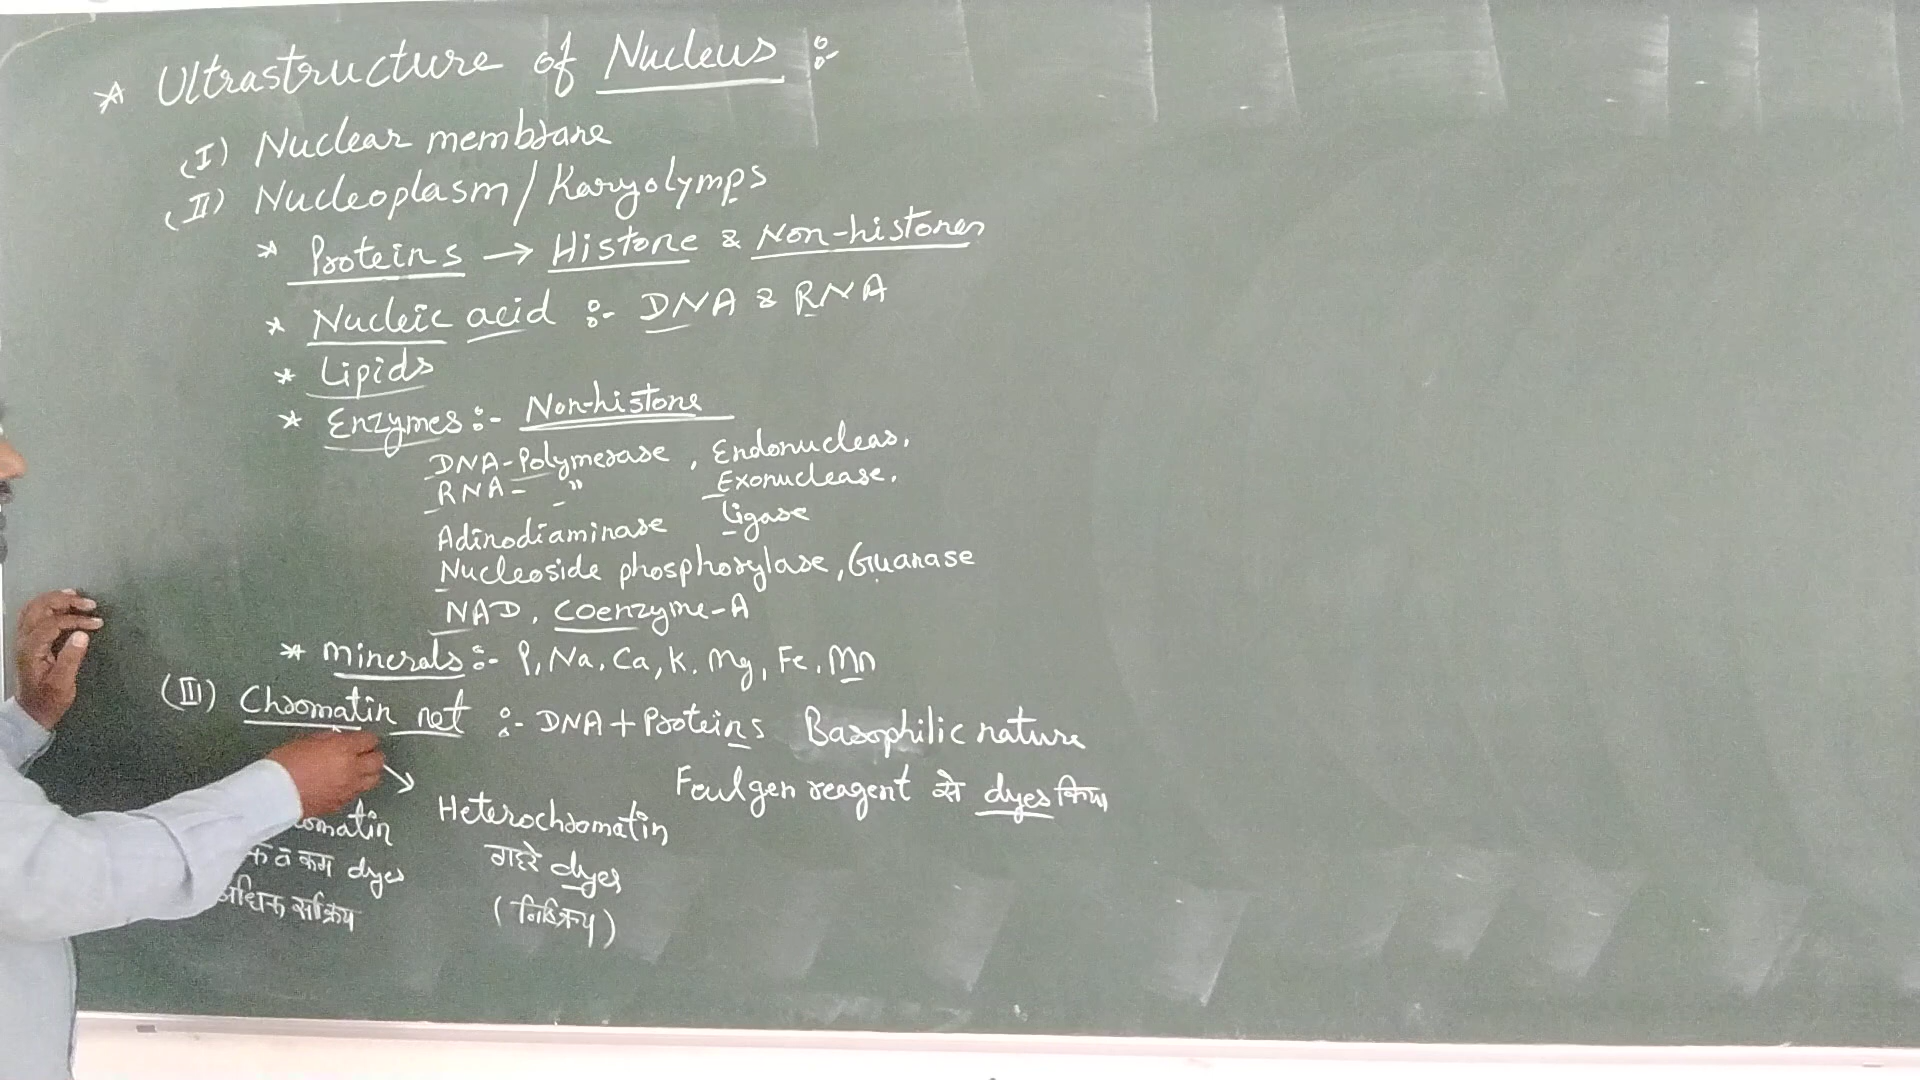 * Ultrastructure of Nucleus :-
(I) Nuclear membrane
(II) Nucleoplasm / Karyolymps
* Proteins → Histone & Non-histones
* Nucleic acid :- DNA & RNA
* Lipids
* Enzymes :- Non-histone
DNA-Polymerase, Endonucleas,
RNA- " Exonuclease,
Adinodiaminase Ligase
Nucleoside phosphorylase, Guanase
NAD, Coenzyme-A
* minerals :- P, Na, Ca, K, Mg, Fe, Mn
(III) Chromatin net :- DNA + Proteins Basophilic nature
Foulgen reagent से dyes किया
omatin Heterochromatin
व कम dyes गहरे dyes
अधिक सक्रिय (निष्क्रिय)